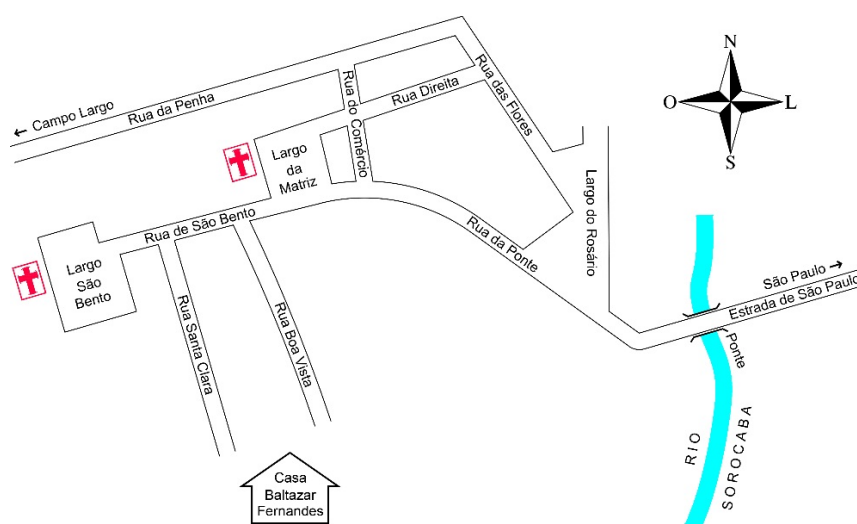 ← Campo Largo
Rua da Penha
Rua do Comércio
Rua Direita
Rua das Flores
N
O
L
S
Largo
da
Matriz
Largo do Rosário
Rua de São Bento
Rua da Ponte
Largo
São
Bento
Rua Santa Clara
Rua Boa Vista
São Paulo →
Estrada de São Paulo
Ponte
RIO
SOROCABA
Casa
Baltazar
Fernandes